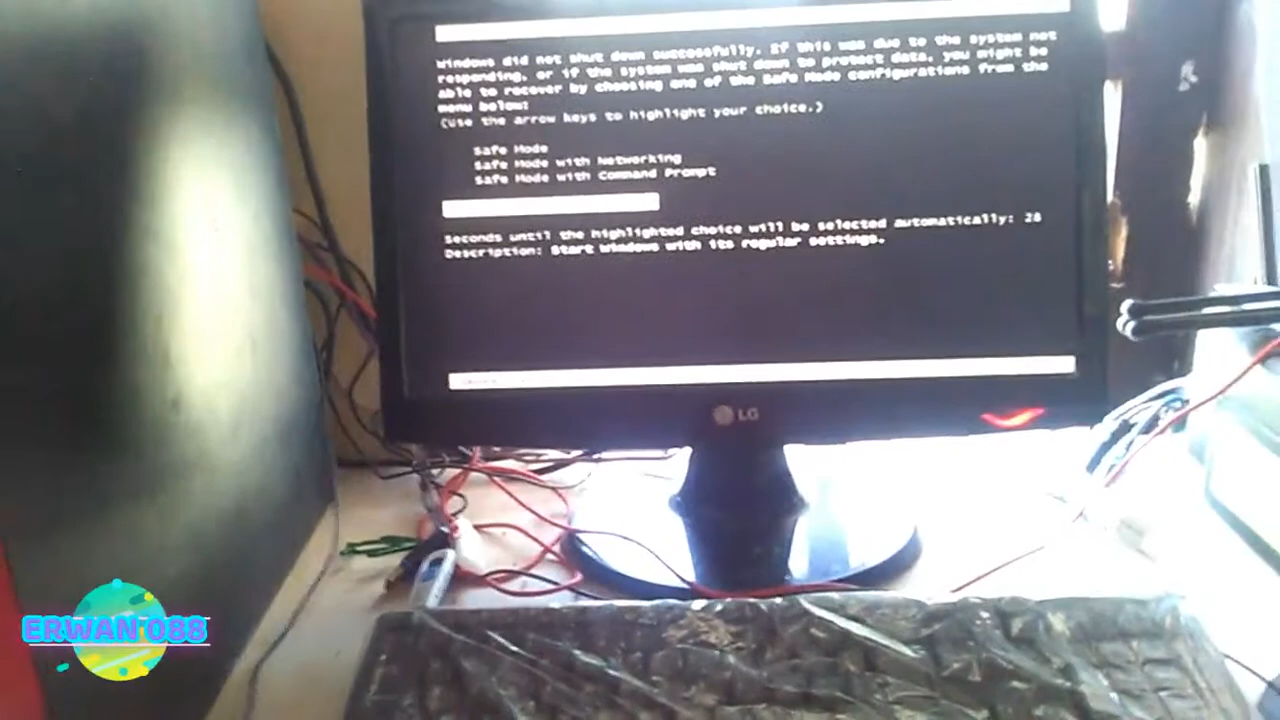 Windows did not shut down successfully. If this was due to the system not
responding, or if the system was shut down to protect data, you might be
able to recover by choosing one of the Safe Mode configurations from the
menu below:
(Use the arrow keys to highlight your choice.)
Safe Mode
Safe Mode with Networking
Safe Mode with Command Prompt
Seconds until the highlighted choice will be selected automatically: 28
Description: Start Windows with its regular settings.
LG
ERWAN 088